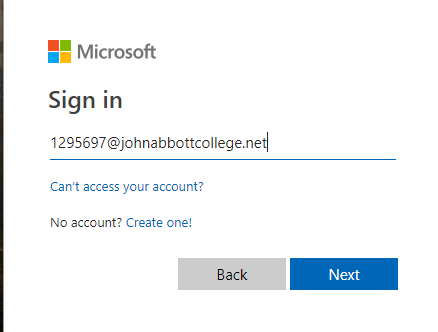 Microsoft
Sign in
1295697@johnabbottcollege.net
Can't access your account?
No account? Create one!
Back Next